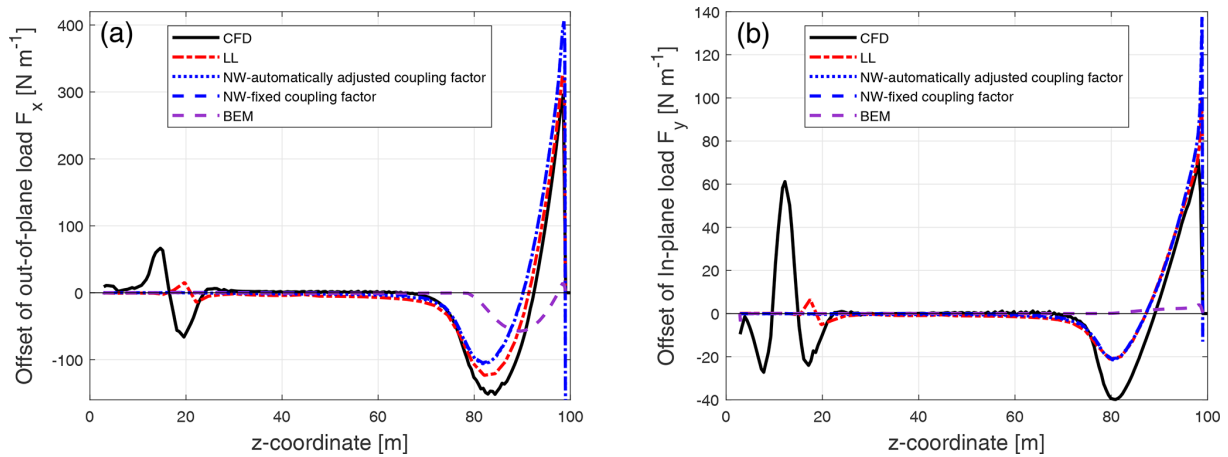 (a)
CFD
LL
NW-automatically adjusted coupling factor
NW-fixed coupling factor
BEM
Offset of out-of-plane load F_x [N m⁻¹]
400
300
200
100
0
-100
0 20 40 60 80 100
z-coordinate [m]
(b)
CFD
LL
NW-automatically adjusted coupling factor
NW-fixed coupling factor
BEM
Offset of In-plane load F_y [N m⁻¹]
140
120
100
80
60
40
20
0
-20
-40
0 20 40 60 80 100
z-coordinate [m]